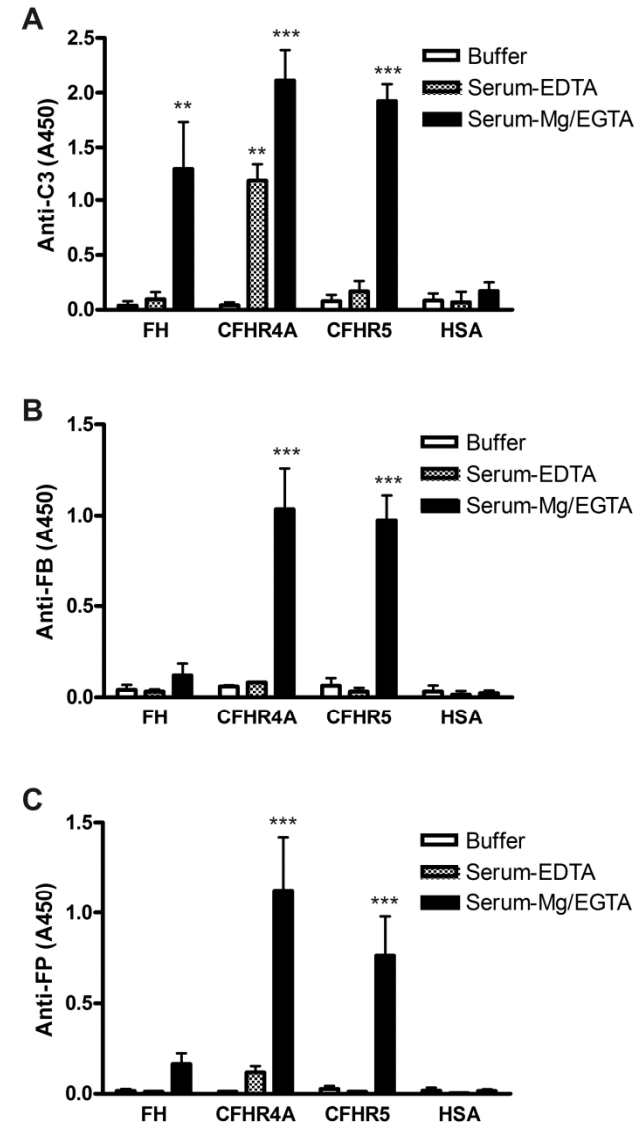 A
Anti-C3 (A450)
2.5
2.0
1.5
1.0
0.5
0.0
**
**
***
***
FH CFHR4A CFHR5 HSA
Buffer
Serum-EDTA
Serum-Mg/EGTA
B
Anti-FB (A450)
1.5
1.0
0.5
0.0
***
***
FH CFHR4A CFHR5 HSA
Buffer
Serum-EDTA
Serum-Mg/EGTA
C
Anti-FP (A450)
1.5
1.0
0.5
0.0
***
***
FH CFHR4A CFHR5 HSA
Buffer
Serum-EDTA
Serum-Mg/EGTA